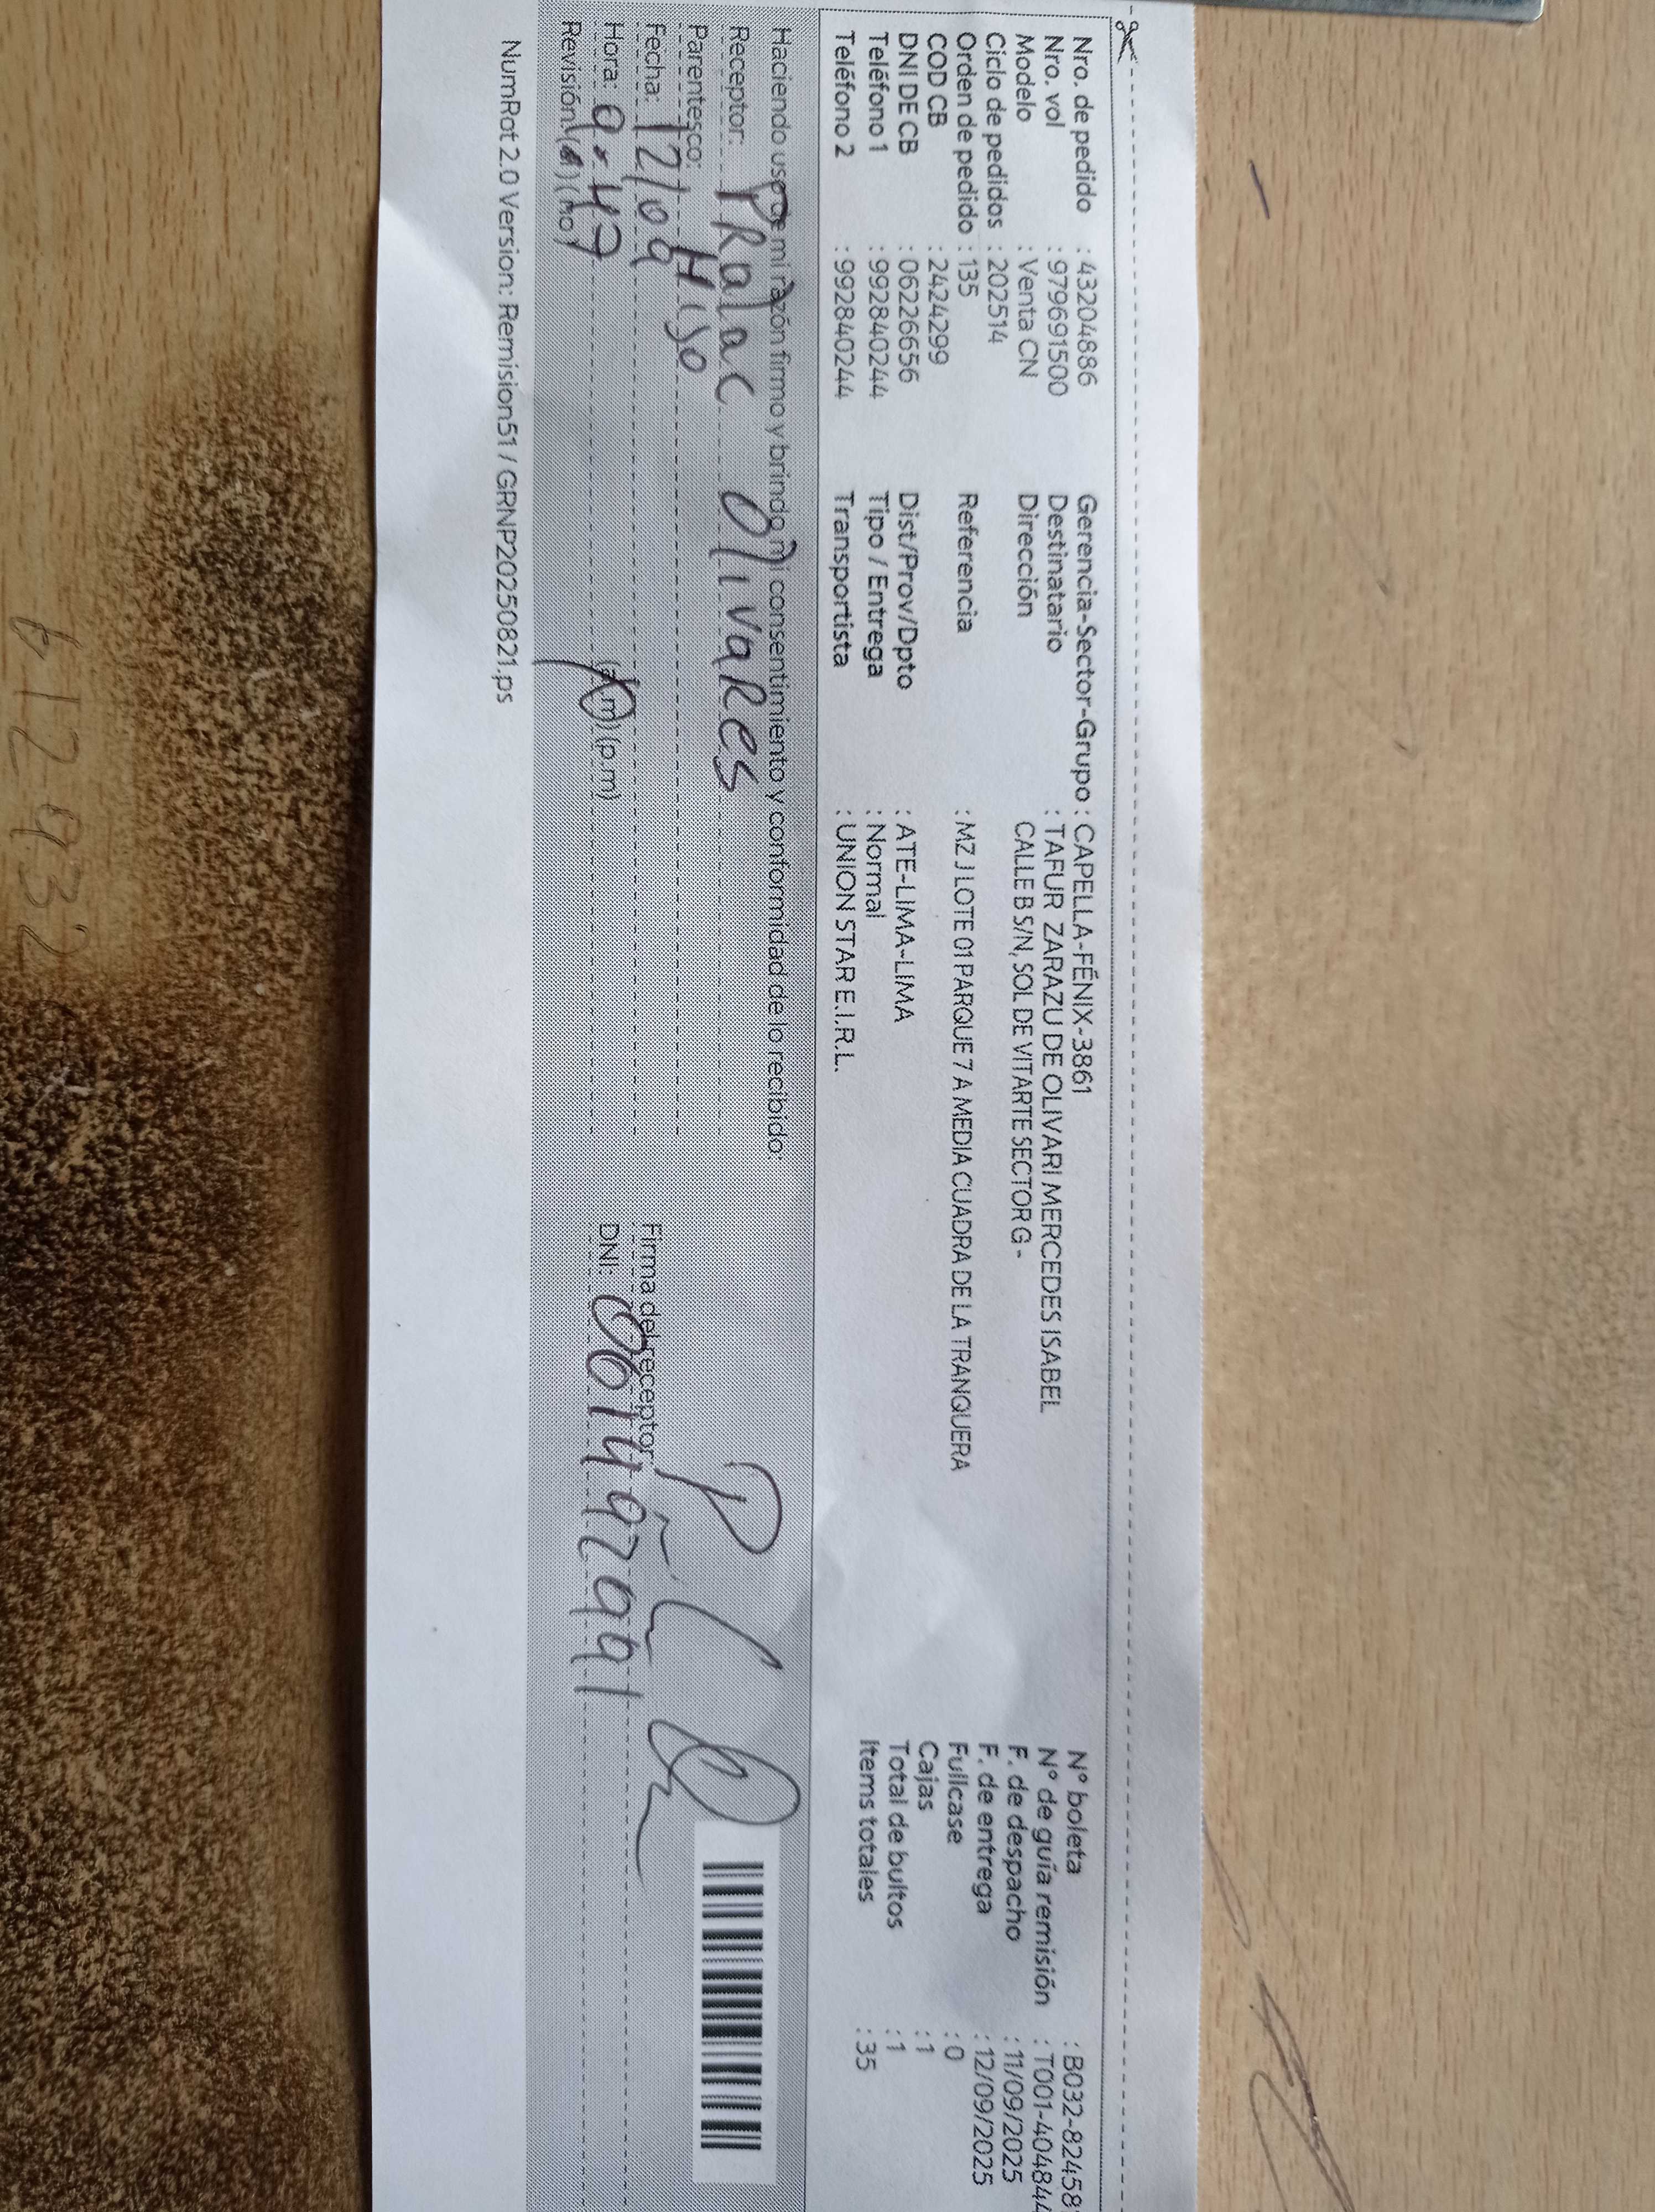 Nro. de pedido : 43204886
Nro. vol : 979691500
Modelo : Venta CN
Ciclo de pedidos : 202514
Orden de pedido : 135
COD CB : 2424299
DNI DE CB : 06226656
Teléfono 1 : 992840244
Teléfono 2 : 992840244
Gerencia-Sector-Grupo : CAPELLA-FÉNIX-3861
Destinatario : TAFUR ZARAZU DE OLIVARI MERCEDES ISABEL
Dirección CALLE B S/N, SOL DE VITARTE SECTOR G -
Referencia : MZ J LOTE 01 PARQUE 7 A MEDIA CUADRA DE LA TRANQUERA
Dist/Prov/Dpto : ATE-LIMA-LIMA
Tipo / Entrega : Normal
Transportista : UNION STAR E.I.R.L.
N° boleta : B032-82458
N° de guía remisión : T001-404844
F. de despacho : 11/09/2025
F. de entrega : 12/09/2025
Fullcase : 0
Cajas : 1
Total de bultos : 1
Items totales : 35
Haciendo uso de mi razón firmo y brindo mi consentimiento y conformidad de lo recibido:
Receptor: Olivares
Parentesco: Hijo
Fecha: 12/09
Hora: 9:47 (a.m) (p.m)
Revisión (no)
Firma del receptor
DNI:
NumRot 2.0 Version: Remision51 / GRNP20250821.ps